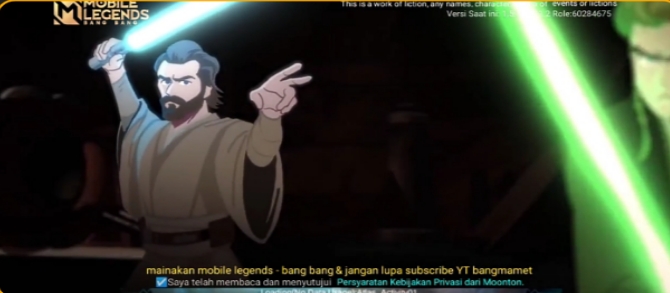 MOBILE
LEGENDS
BANG BANG
This is a work of fiction, any names, of events or fictions
Versi Saat ini: Role:60284675
mainakan mobile legends - bang bang & jangan lupa subscribe YT bangmamet
Saya telah membaca dan menyutujui Persyaratan Kebijakan Privasi dari Moonton.